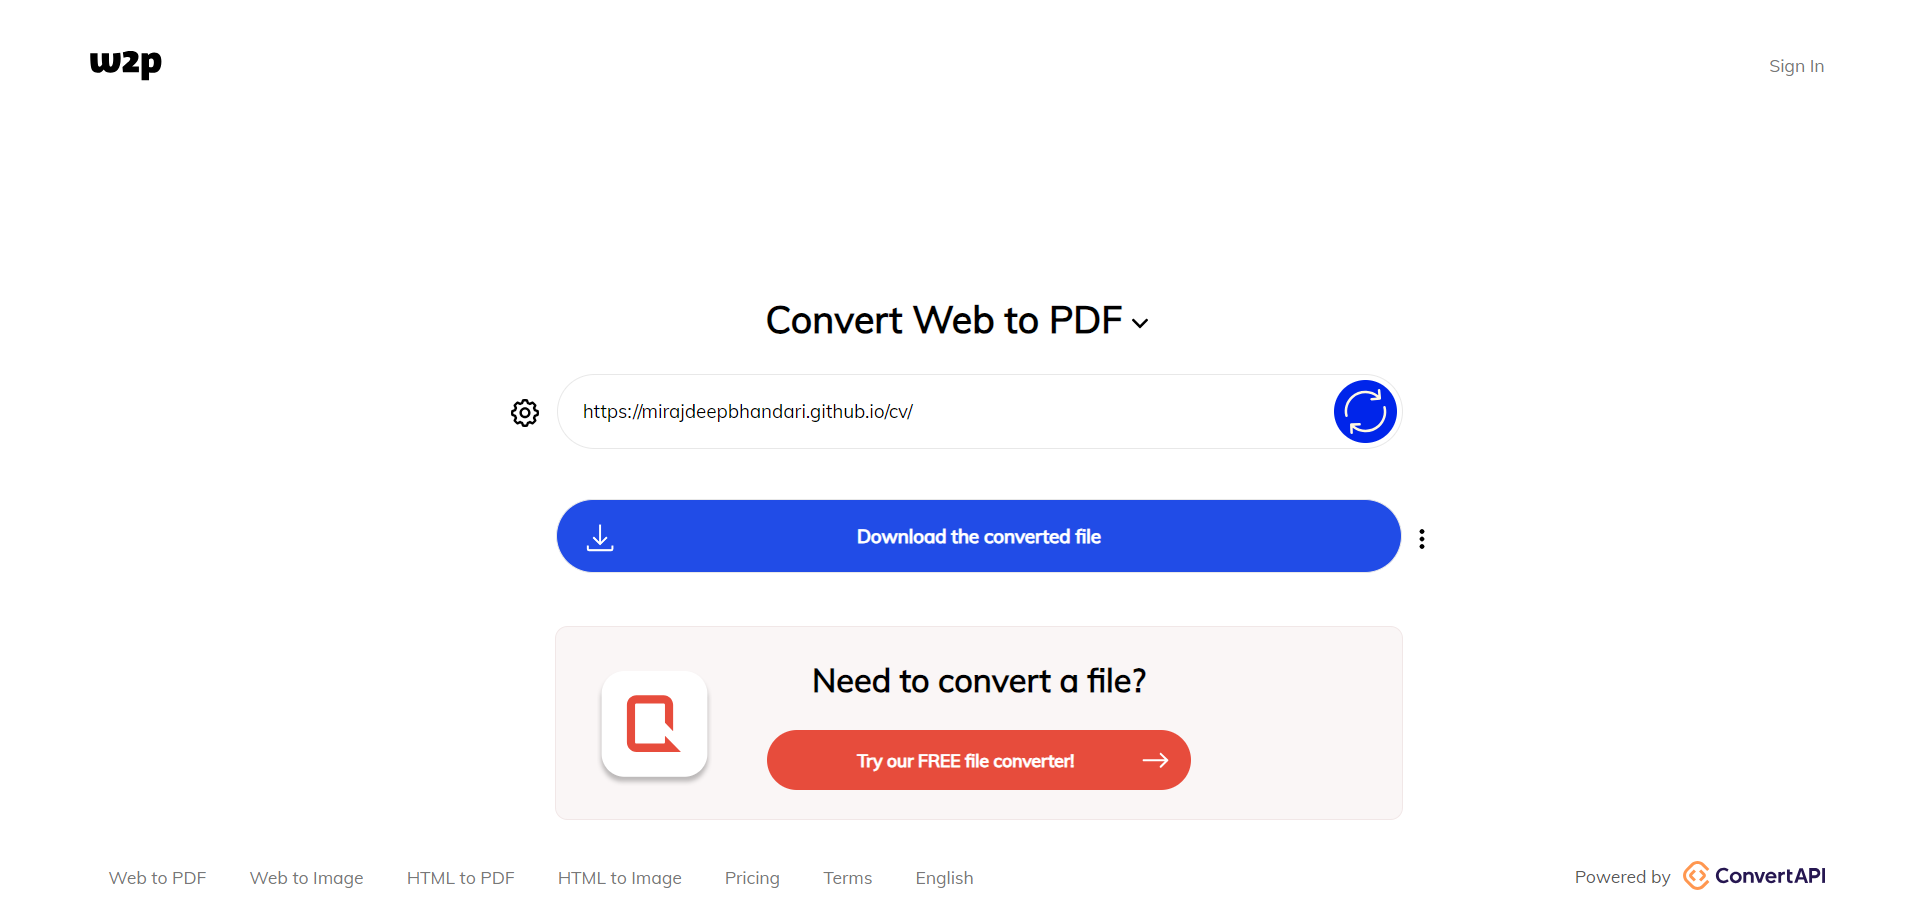 w2p
Sign In
Convert Web to PDF
https://mirajdeepbhandari.github.io/cv/
Download the converted file
Need to convert a file?
Try our FREE file converter!
Web to PDF Web to Image HTML to PDF HTML to Image Pricing Terms English
Powered by ConvertAPI